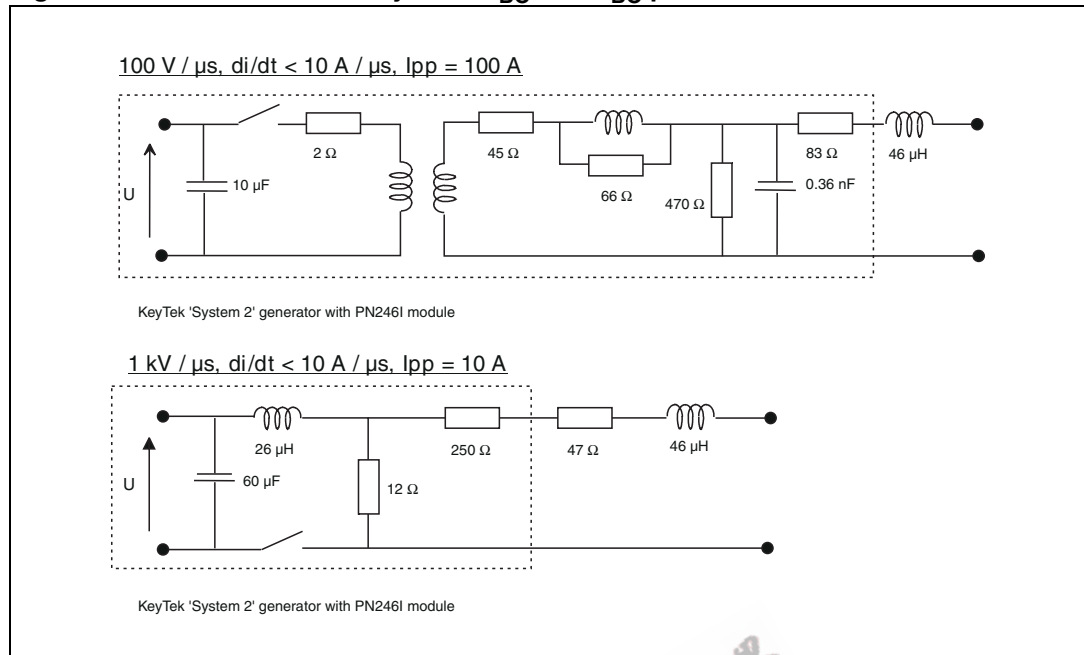 100 V / µs, di/dt < 10 A / µs, Ipp = 100 A
U
10 µF
2 Ω
45 Ω
66 Ω
470 Ω
83 Ω
0.36 nF
46 µH
KeyTek 'System 2' generator with PN246I module
1 kV / µs, di/dt < 10 A / µs, Ipp = 10 A
U
60 µF
26 µH
12 Ω
250 Ω
47 Ω
46 µH
KeyTek 'System 2' generator with PN246I module